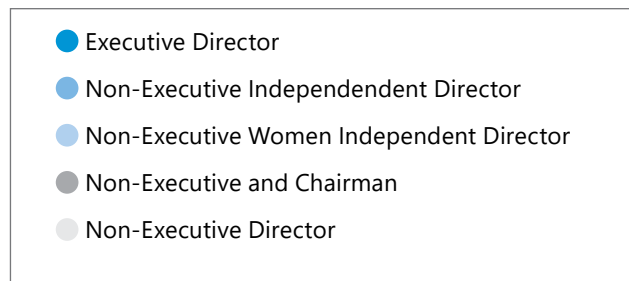 Executive Director
Non-Executive Independendent Director
Non-Executive Women Independent Director
Non-Executive and Chairman
Non-Executive Director